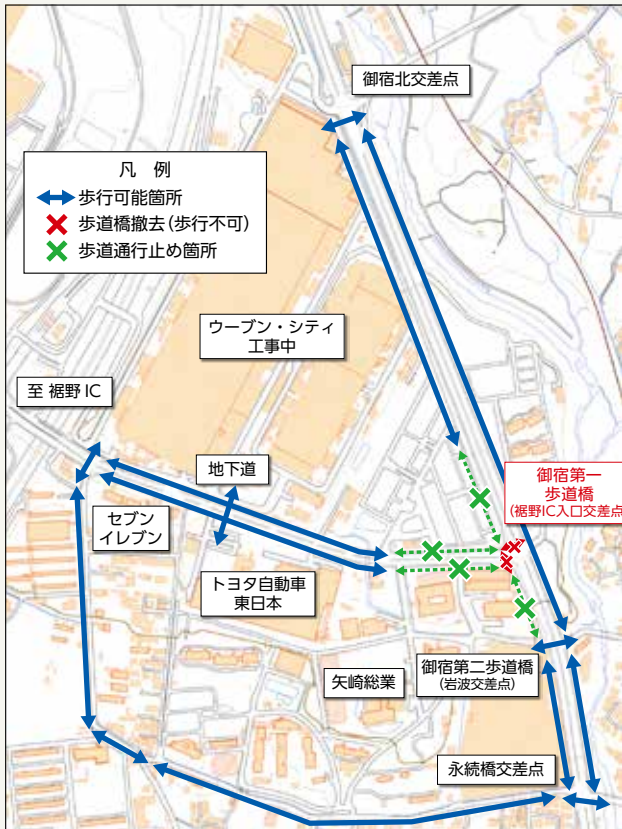 御宿北交差点
凡 例
歩行可能箇所
歩道橋撤去(歩行不可)
歩道通行止め箇所
ウーブン・シティ
工事中
至 裾野 IC
地下道
御宿第一
歩道橋
(裾野IC入口交差点)
セブン
イレブン
トヨタ自動車
東日本
矢崎総業
御宿第二歩道橋
(岩波交差点)
永続橋交差点